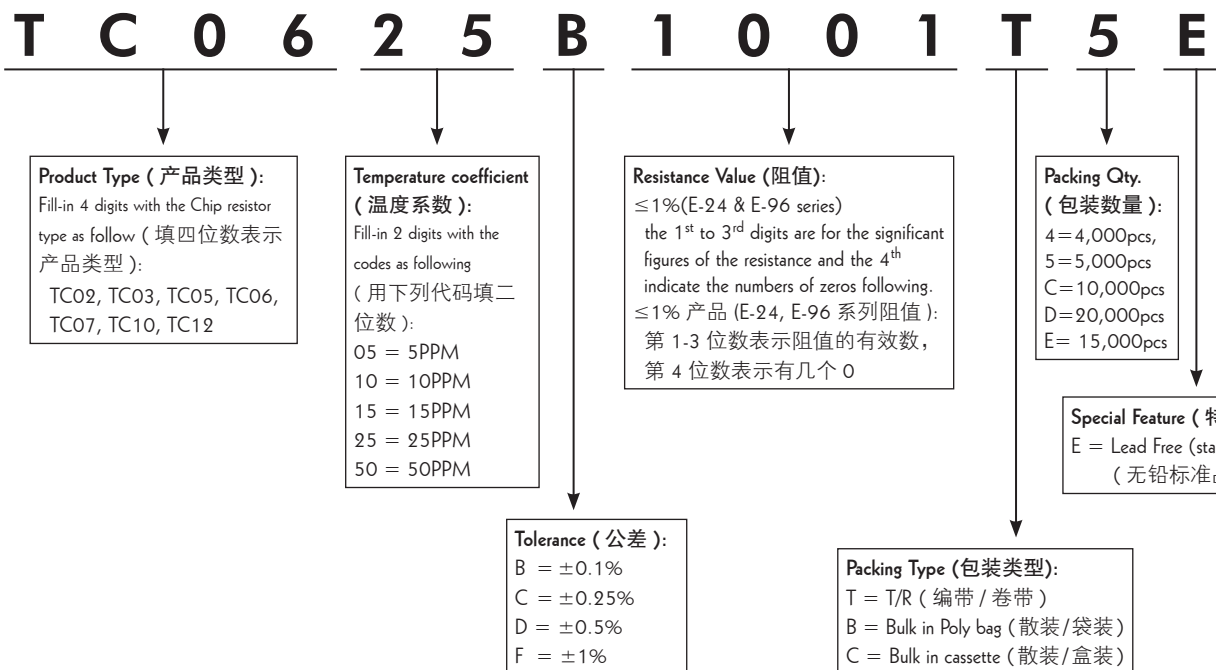 T C 0 6 2 5 B 1 0 0 1 T 5 E
Product Type ( 产品类型 ):
Fill-in 4 digits with the Chip resistor
type as follow ( 填四位数表示
产品类型 ):
TC02, TC03, TC05, TC06,
TC07, TC10, TC12
Temperature coefficient
( 温度系数 ):
Fill-in 2 digits with the
codes as following
( 用下列代码填二
位数 ):
05 = 5PPM
10 = 10PPM
15 = 15PPM
25 = 25PPM
50 = 50PPM
Resistance Value (阻值):
≤1%(E-24 & E-96 series)
the 1st to 3rd digits are for the significant
figures of the resistance and the 4th
indicate the numbers of zeros following.
≤1% 产品 (E-24, E-96 系列阻值 ):
第 1-3 位数表示阻值的有效数，
第 4 位数表示有几个 0
Packing Qty.
( 包装数量 ):
4=4,000pcs,
5=5,000pcs
C=10,000pcs
D=20,000pcs
E= 15,000pcs
Special Feature (
E = Lead Free
( 无铅标准
Tolerance ( 公差 ):
B = ±0.1%
C = ±0.25%
D = ±0.5%
F = ±1%
Packing Type (包装类型):
T = T/R ( 编带 / 卷带 )
B = Bulk in Poly bag ( 散装/袋装 )
C = Bulk in cassette ( 散装/盒装 )